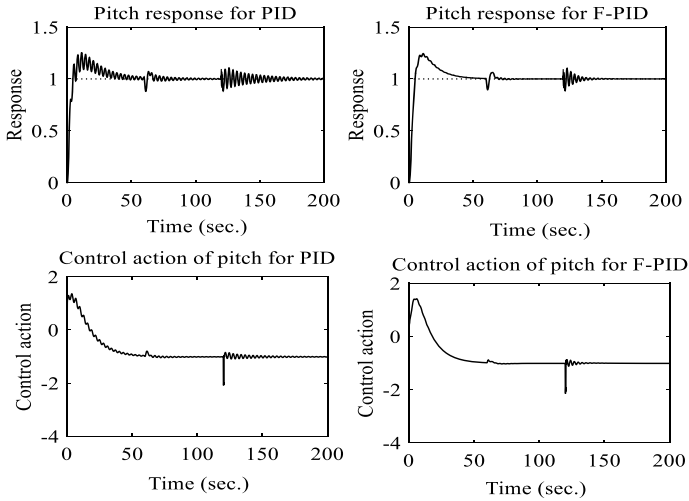 Pitch response for PID
1.5
1
0.5
0
Response
0 50 100 150 200
Time (sec.)
Pitch response for F-PID
1.5
1
0.5
0
Response
0 50 100 150 200
Time (sec.)
Control action of pitch for PID
2
0
-2
-4
Control action
0 50 100 150 200
Time (sec.)
Control action of pitch for F-PID
2
0
-2
-4
Control action
0 50 100 150 200
Time (sec.)